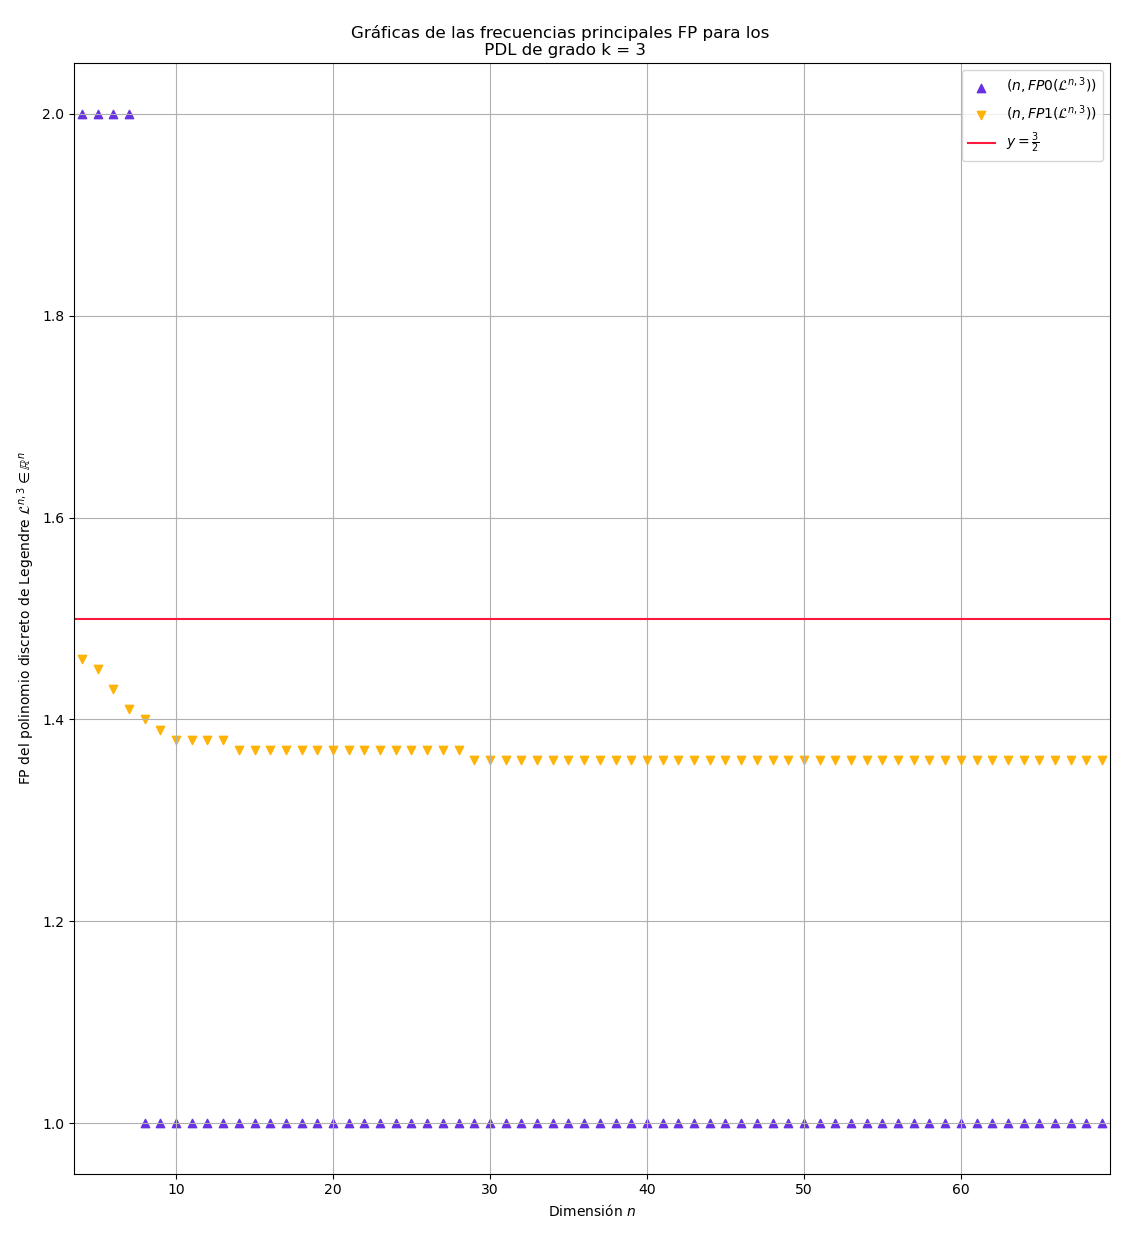 Gráficas de las frecuencias principales FP para los
PDL de grado k = 3
(n, FP0(ℒ^{n,3}))
(n, FP1(ℒ^{n,3}))
y = 3/2
FP del polinomio discreto de Legendre ℒ^{n,3} ∈ ℝ^n
2.0
1.8
1.6
1.4
1.2
1.0
10 20 30 40 50 60
Dimensión n